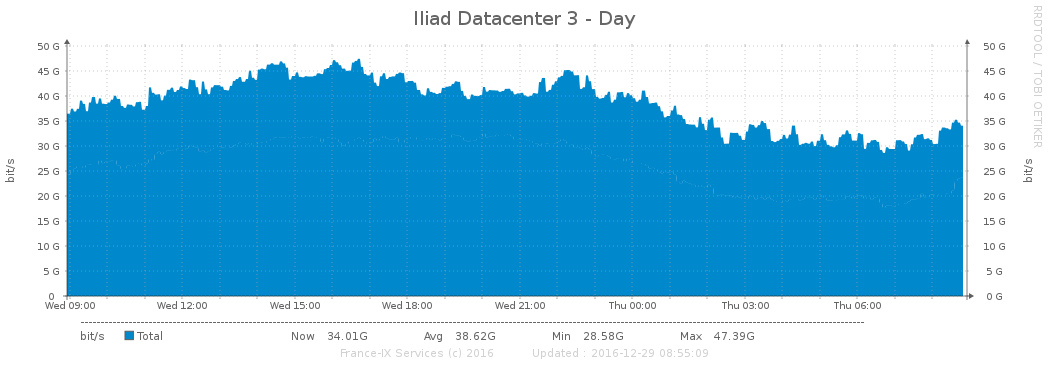 Iliad Datacenter 3 - Day
RRDTOOL / TOBI OETIKER
50 G 50 G
45 G 45 G
40 G 40 G
35 G 35 G
30 G 30 G
25 G 25 G
20 G 20 G
15 G 15 G
10 G 10 G
5 G 5 G
0 0 G
bit/s bit/s
Wed 09:00 Wed 12:00 Wed 15:00 Wed 18:00 Wed 21:00 Thu 00:00 Thu 03:00 Thu 06:00
bit/s Total Now 34.01G Avg 38.62G Min 28.58G Max 47.39G
France-IX Services (c) 2016 Updated : 2016-12-29 08:55:09